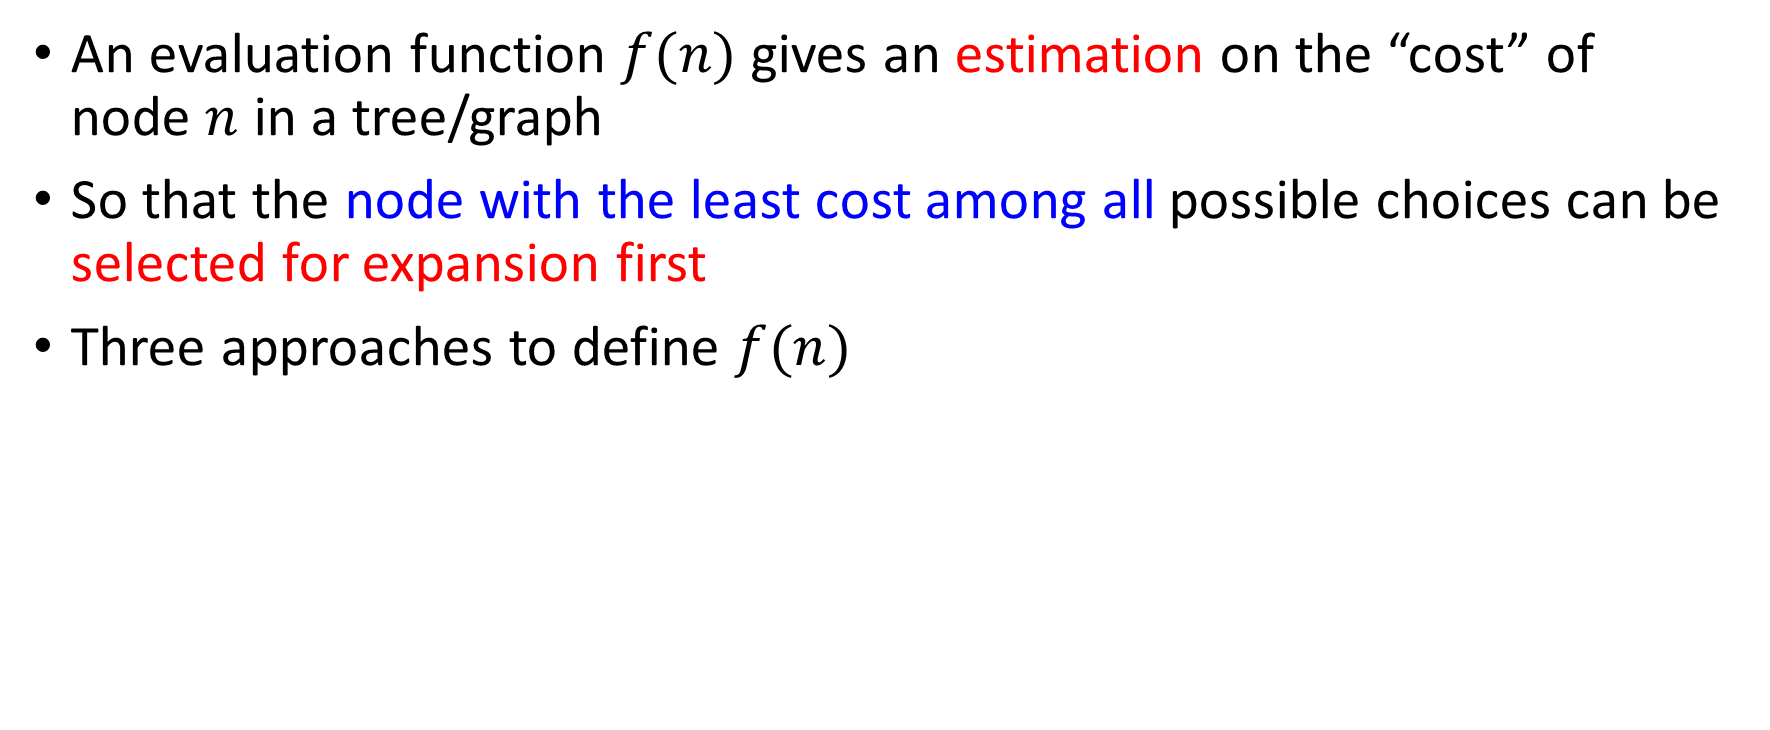 • An evaluation function f(n) gives an estimation on the “cost” of
node n in a tree/graph
• So that the node with the least cost among all possible choices can be
selected for expansion first
• Three approaches to define f(n)